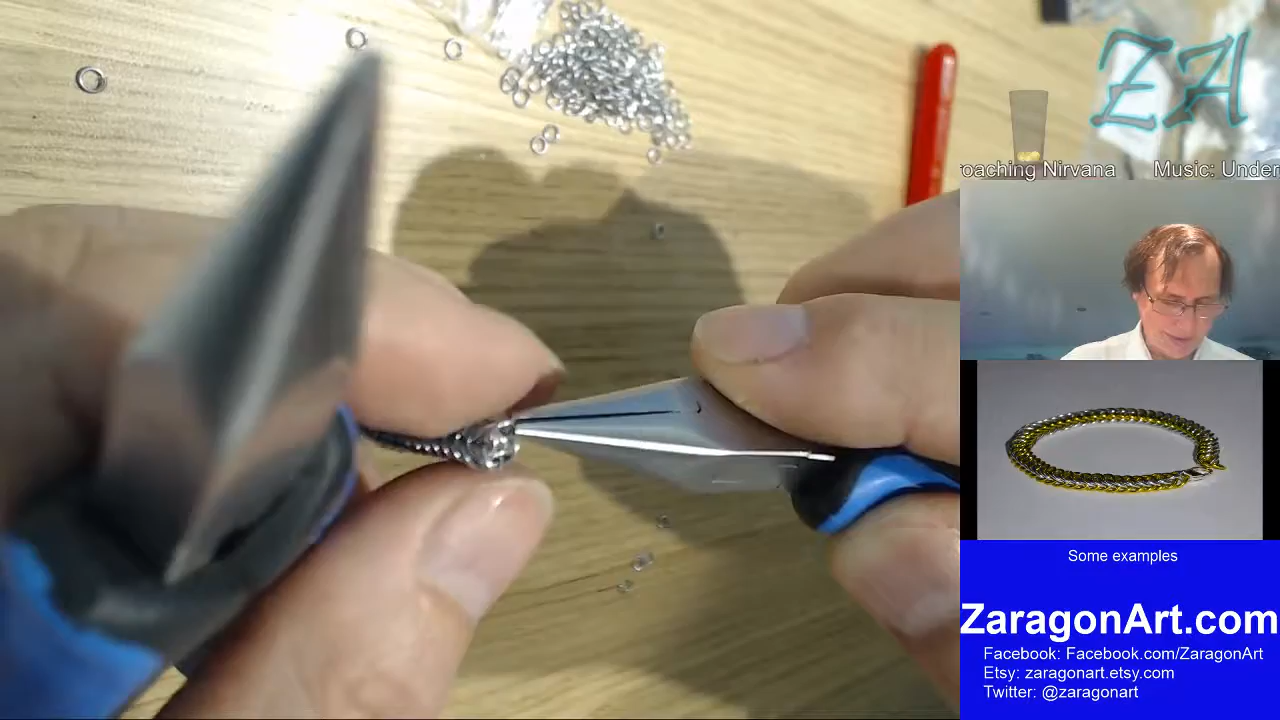 ZA
oaching Nirvana Music: Under
Some examples
ZaragonArt.com
Facebook: Facebook.com/ZaragonArt
Etsy: zaragonart.etsy.com
Twitter: @zaragonart